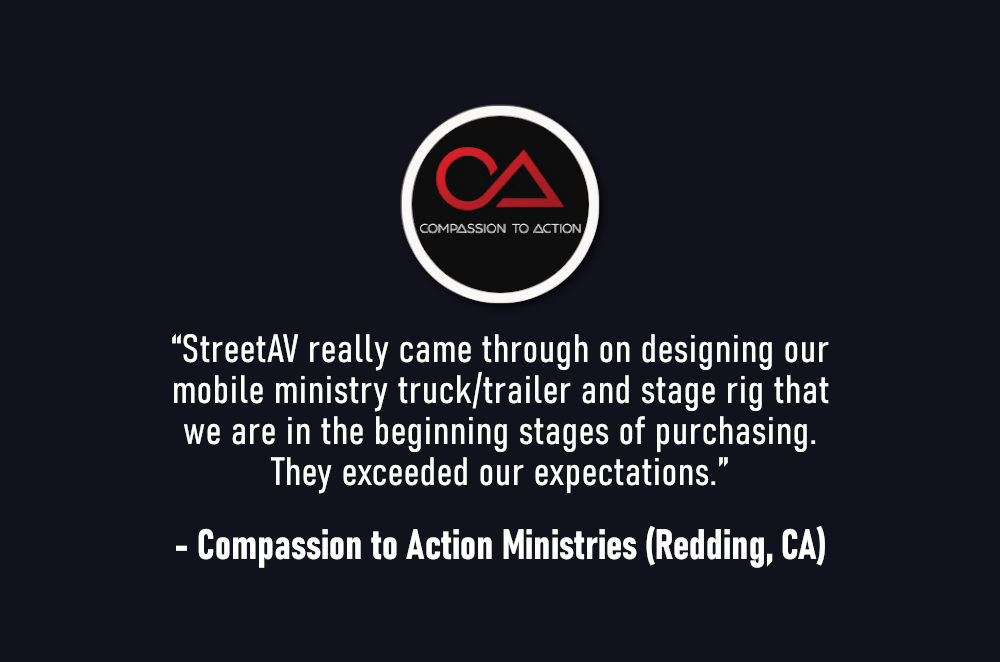 CA
COMPASSION TO ACTION
“StreetAV really came through on designing our
mobile ministry truck/trailer and stage rig that
we are in the beginning stages of purchasing.
They exceeded our expectations.”
- Compassion to Action Ministries (Redding, CA)